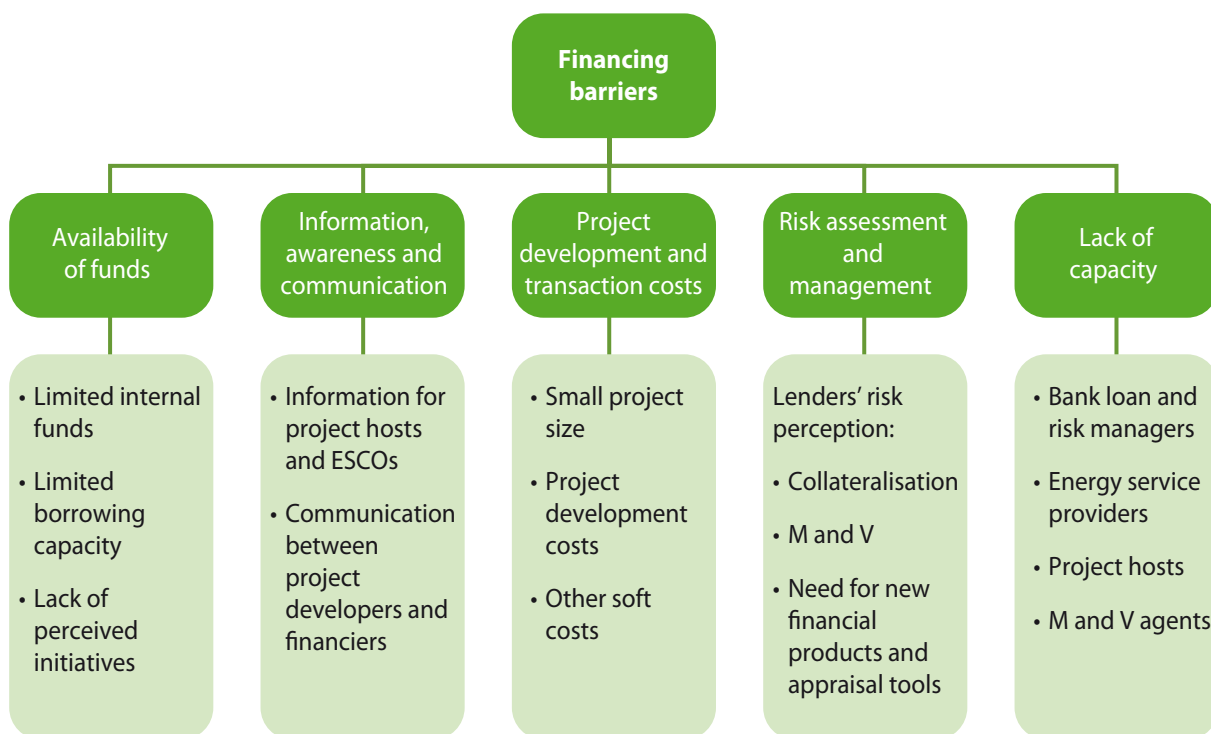 Financing
barriers
Availability
of funds
Information,
awareness and
communication
Project
development and
transaction costs
Risk assessment
and
management
Lack of
capacity
• Limited internal
funds
• Limited
borrowing
capacity
• Lack of
perceived
initiatives
• Information for
project hosts
and ESCOs
• Communication
between
project
developers and
financiers
• Small project
size
• Project
development
costs
• Other soft
costs
Lenders’ risk
perception:
• Collateralisation
• M and V
• Need for new
financial
products and
appraisal tools
• Bank loan and
risk managers
• Energy service
providers
• Project hosts
• M and V agents